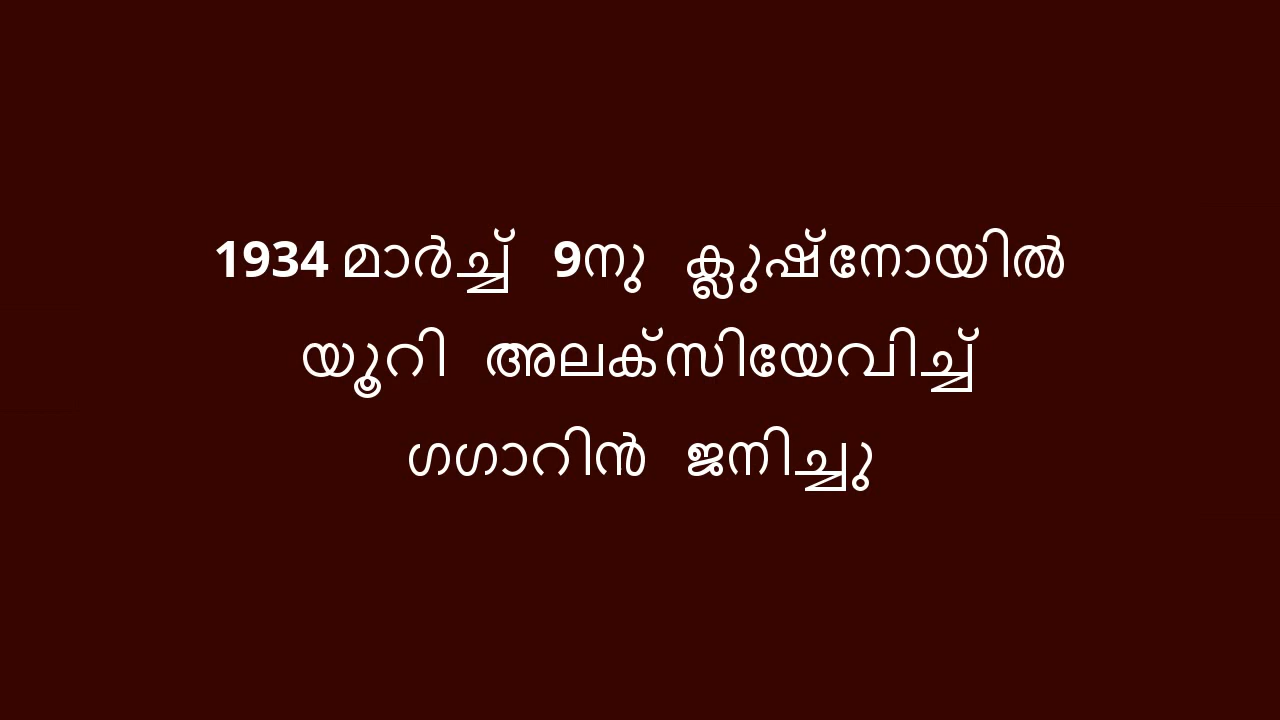 1934 മാർച്ച് 9നു ക്ലുഷ്നോയിൽ
യൂറി അലക്സിയേവിച്ച്
ഗഗാറിൻ ജനിച്ചു